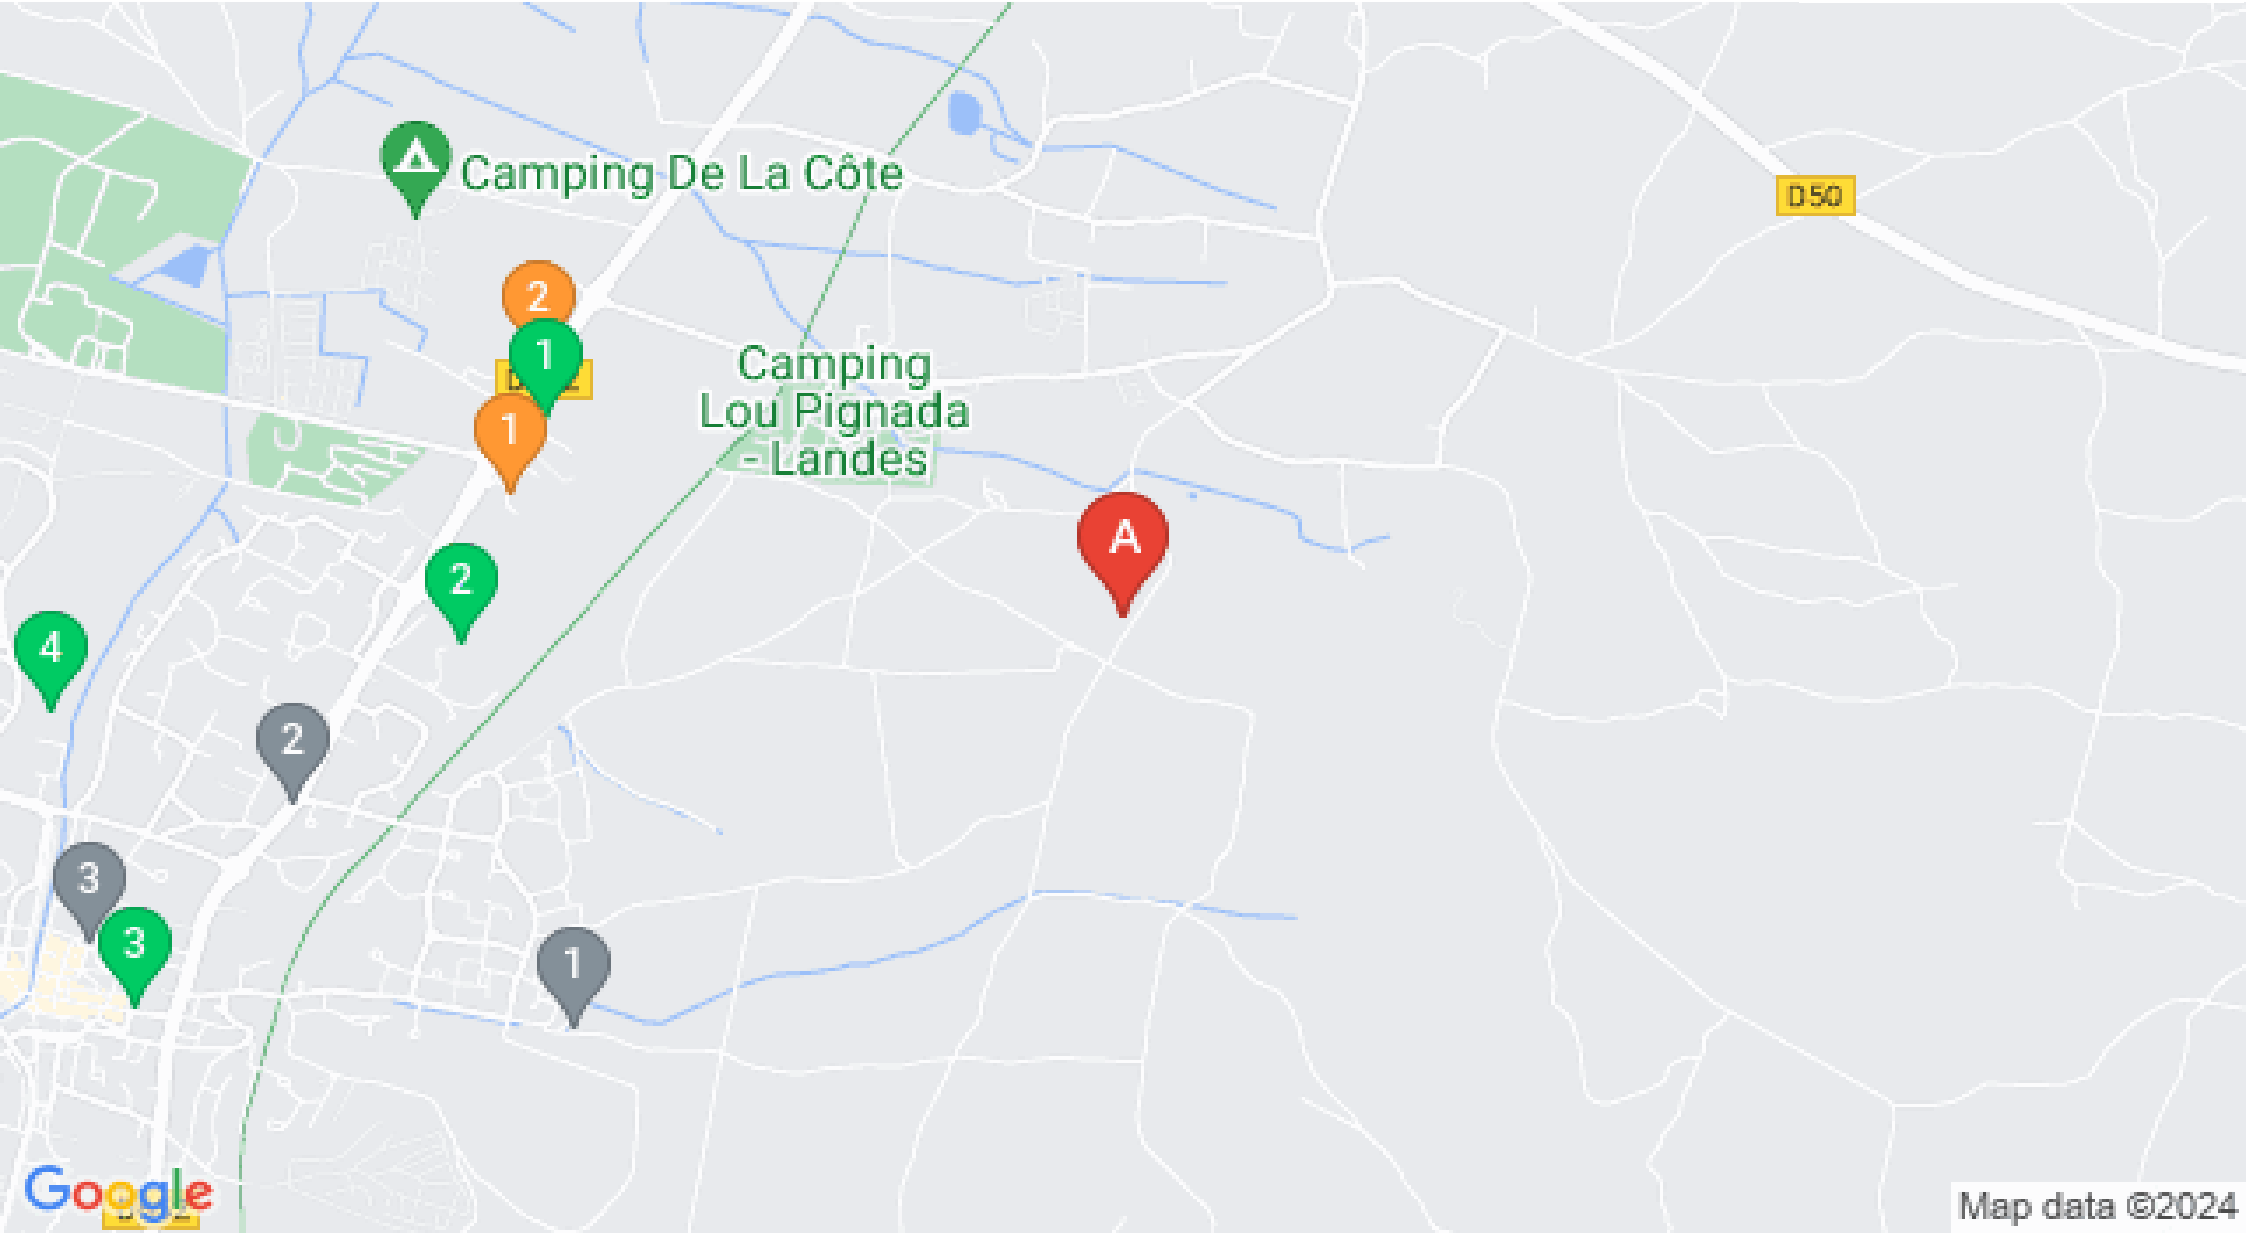 D50
Camping De La Côte
2
1
1
Camping
Lou Pignada
- Landes
A
2
4
2
3
3
1
Google
Map data ©2024